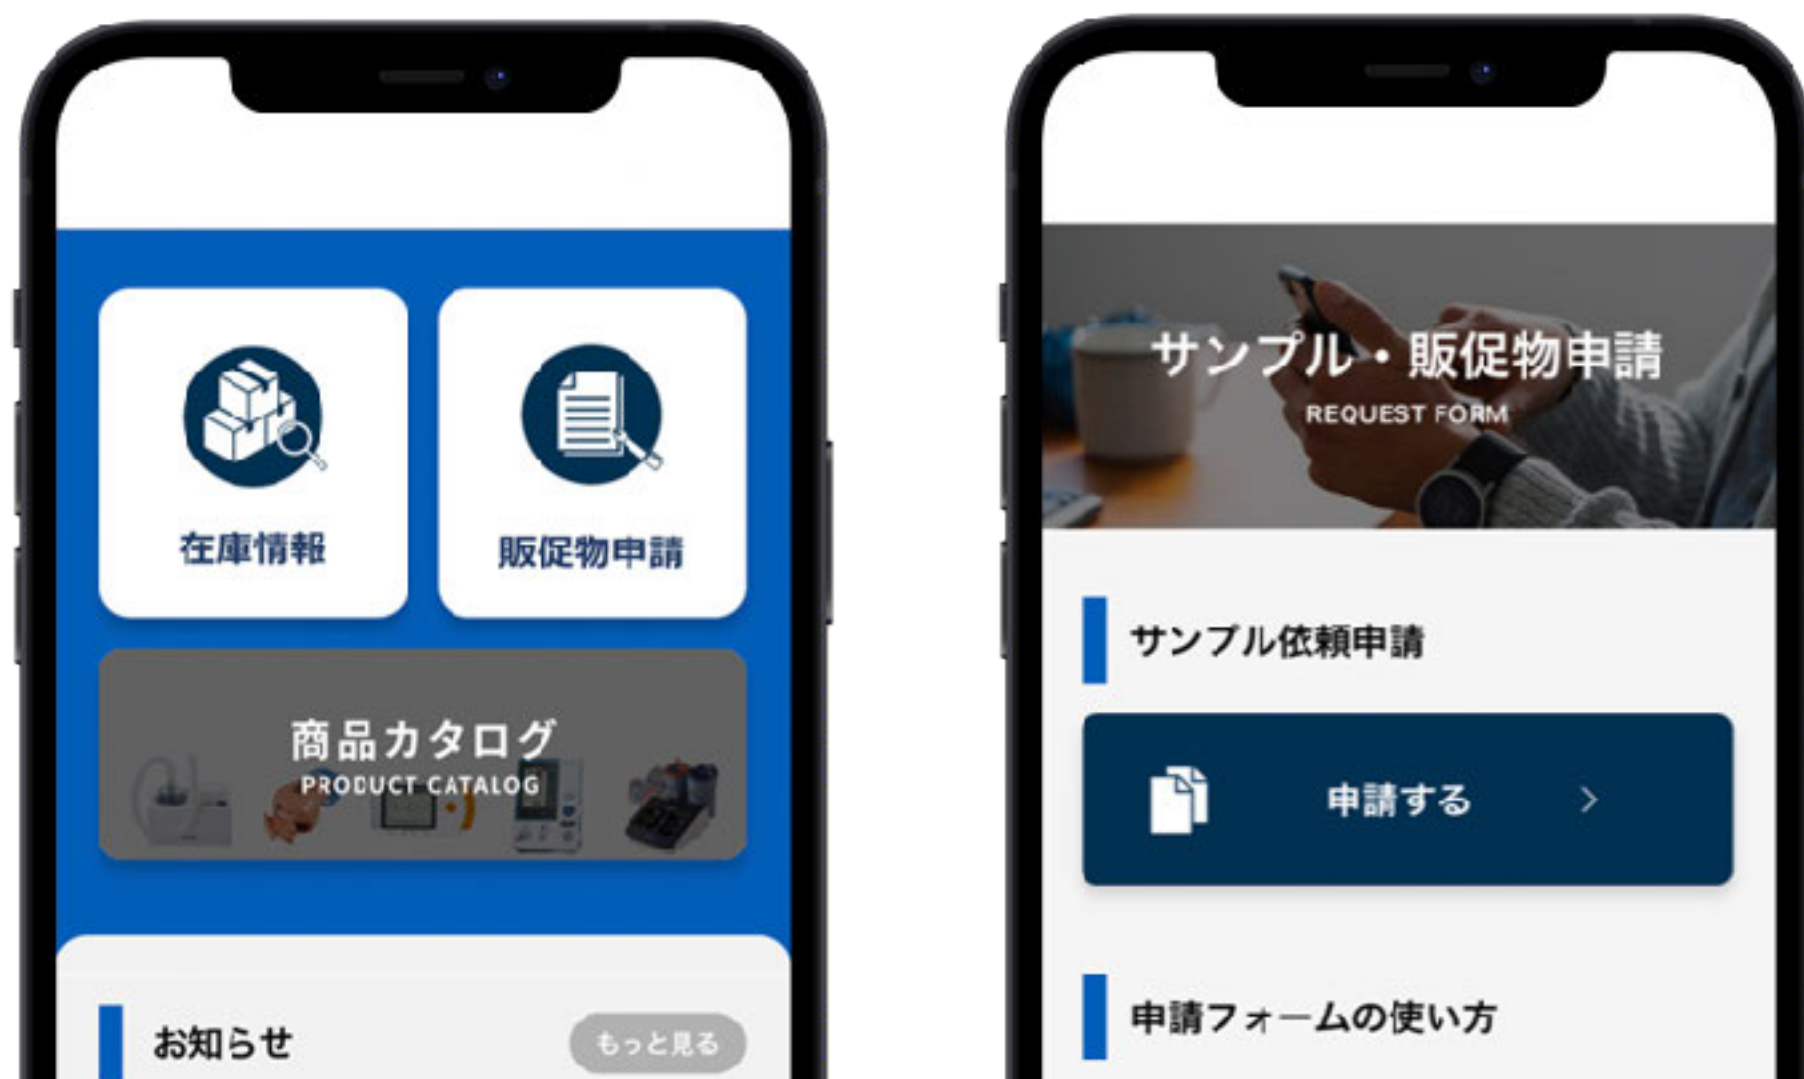 在庫情報
販促物申請
商品カタログ
PRODUCT CATALOG
お知らせ
もっと見る
サンプル・販促物申請
REQUEST FORM
サンプル依頼申請
申請する
申請フォームの使い方